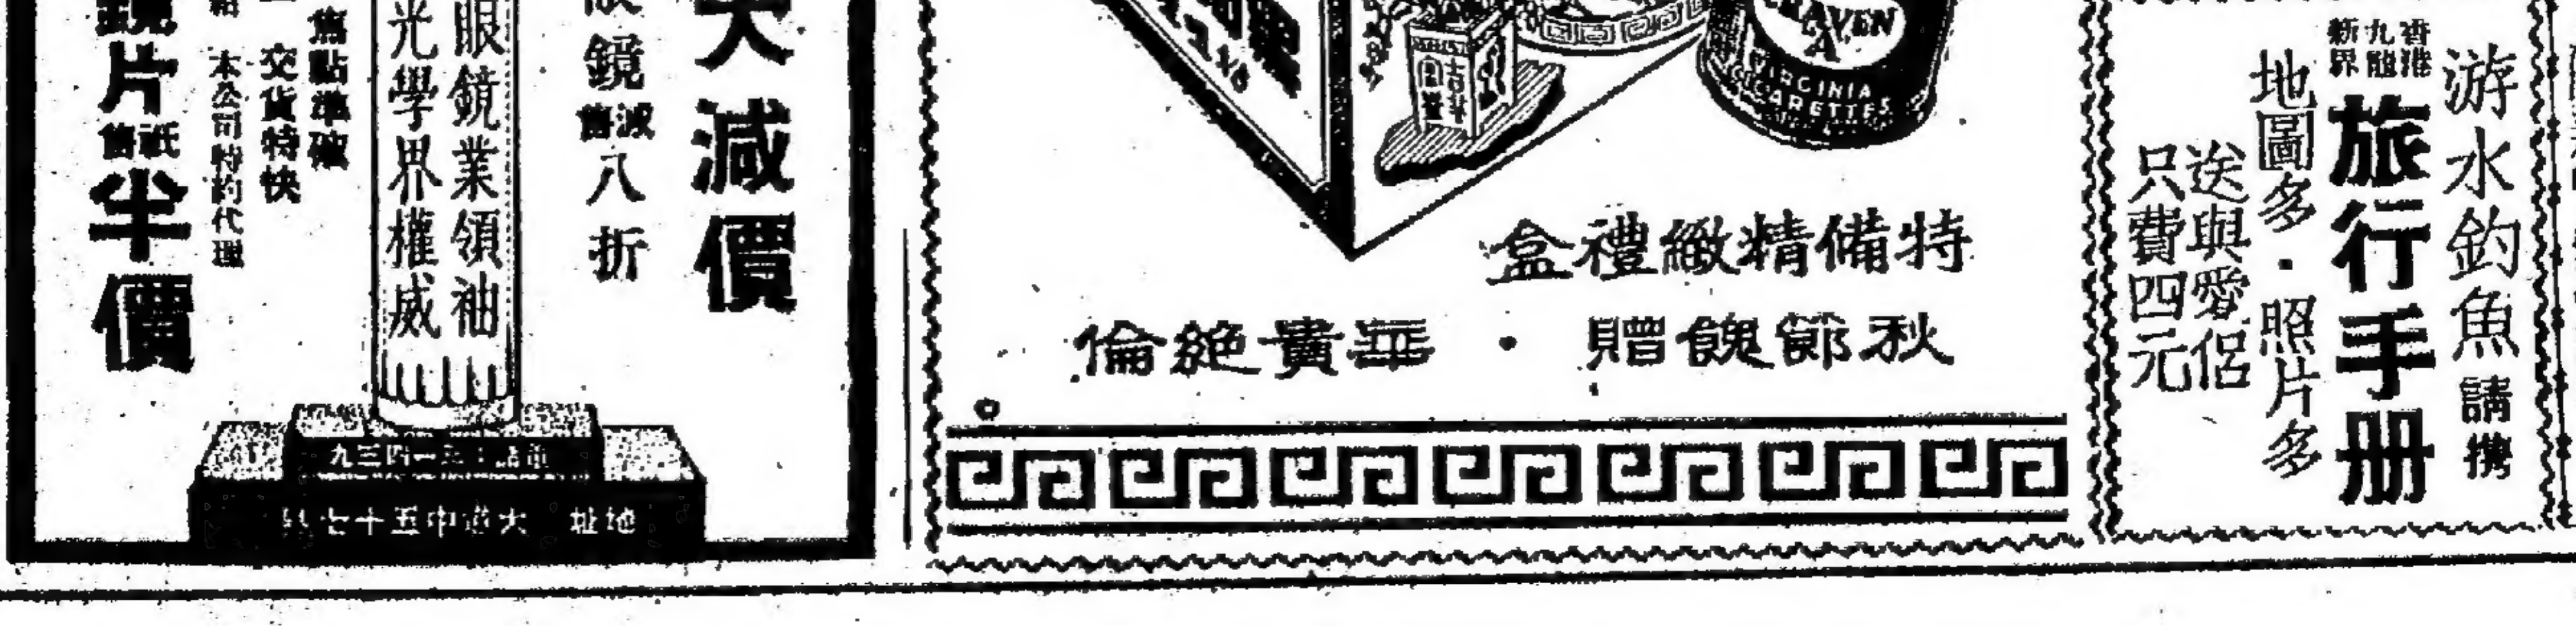 游水釣魚請携
香港
九龍
新界
旅行手册
地圖多·照片多
送與愛侶
只費四元
CRAVEN
A
VIRGINIA
CIGARETTES
特備精緻禮盒
秋節餽贈·華貴絕倫
大減價
鏡減售八折
眼鏡業領袖
光學界權威
焦點準確
交貨特快
本公司特約代理
鏡片祇售半價
電話:三一四三九
地址 大道中五十七號